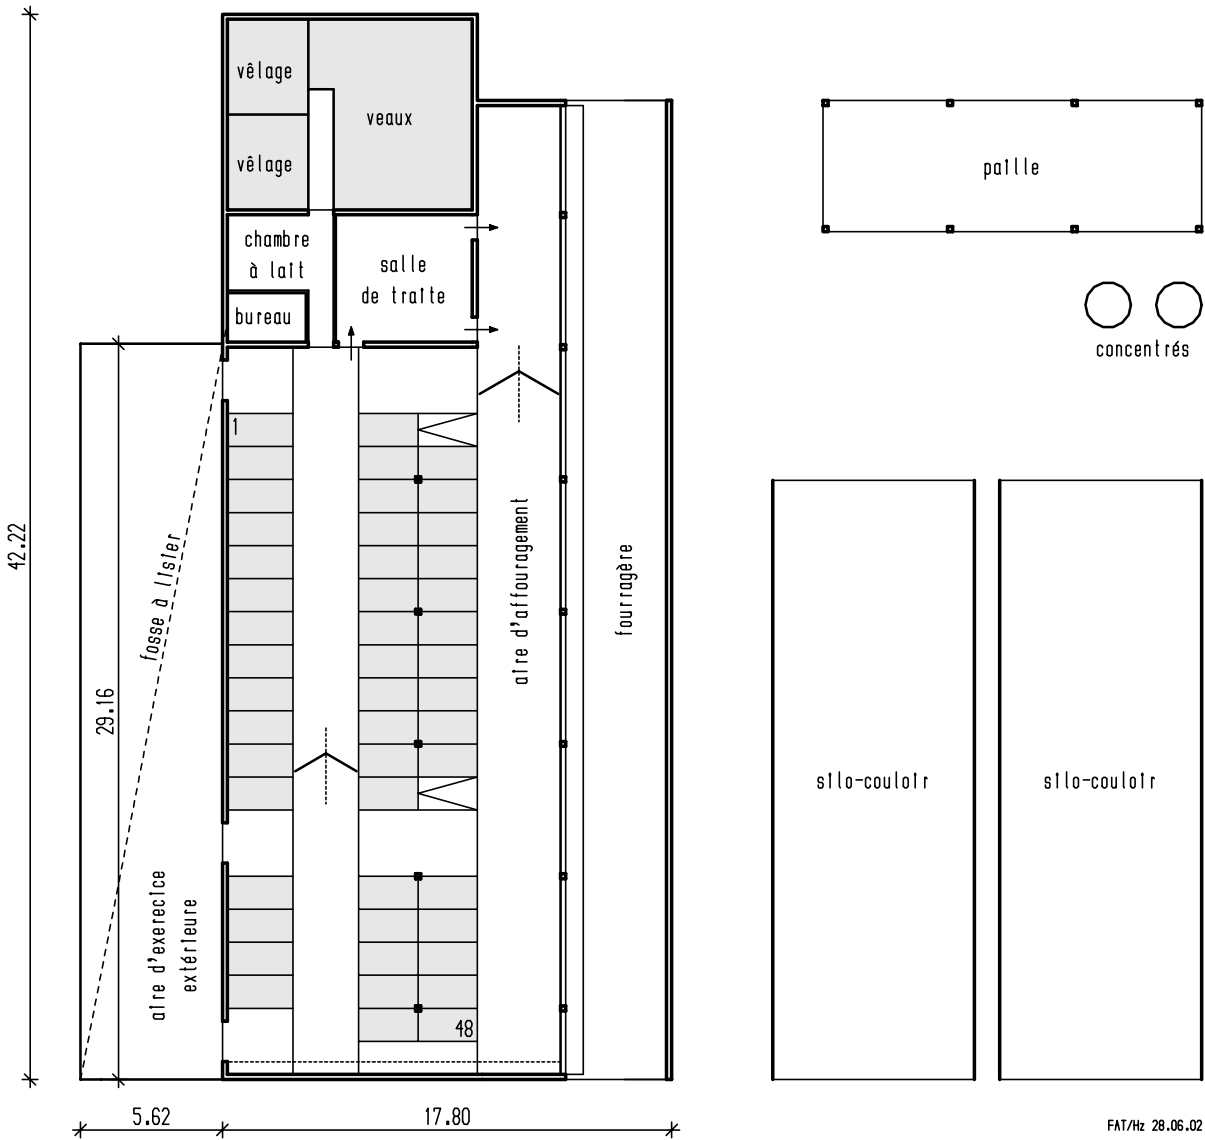 vêlage
veaux
vêlage
paille
chambre
à lait
salle
de traite
bureau
concentrés
1
42.22
fosse à lisier
aire d'affouragement
fourragère
29.16
silo-couloir
silo-couloir
aire d'exerecice
extérieure
48
5.62
17.80
FAT/Hz 28.06.02